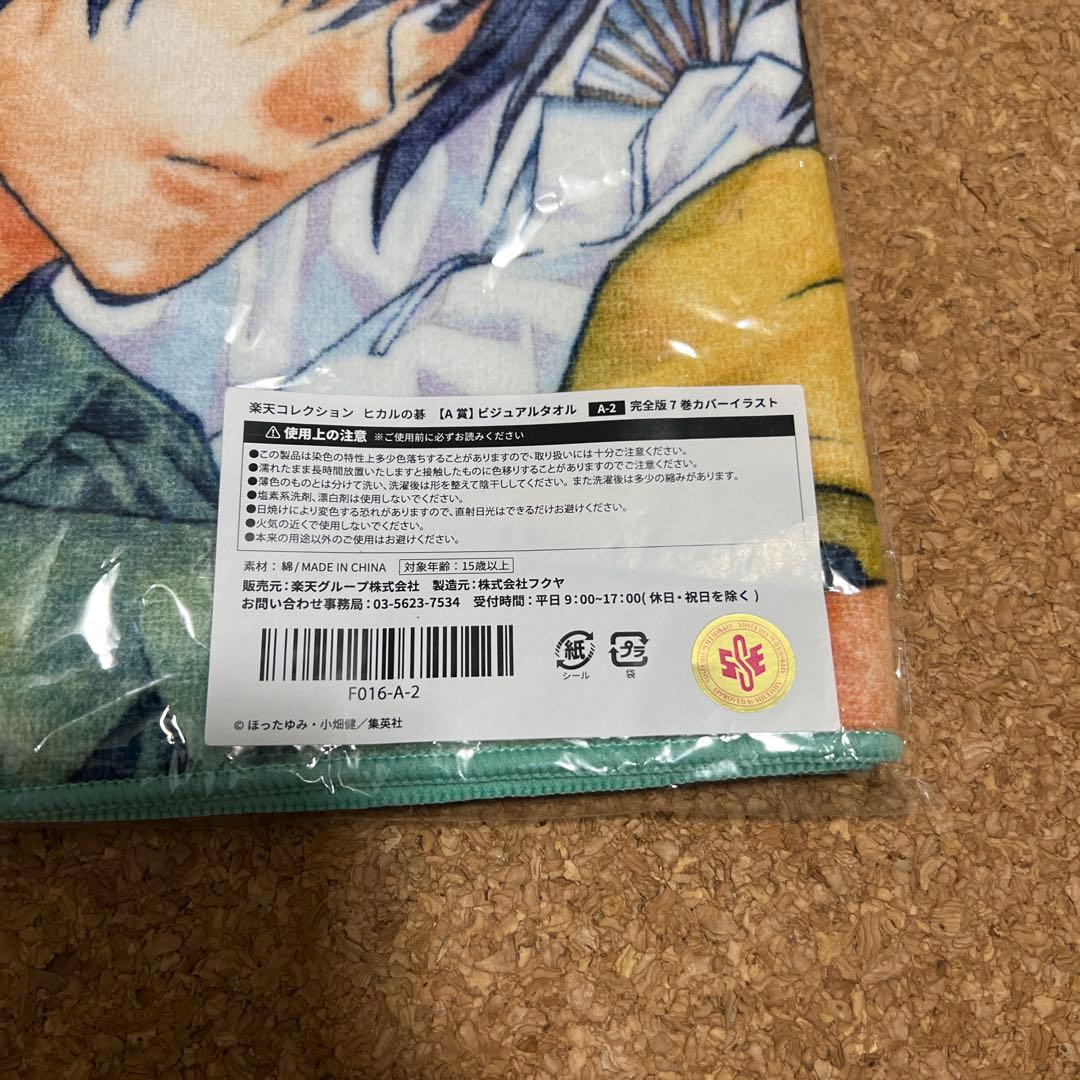 楽天コレクション ヒカルの碁 【A 賞】ビジュアルタオル A-2 完全版7巻カバーイラスト
使用上の注意 ※ご使用前に必ずお読みください
●この製品は染色の特性上多少色落ちすることがありますので、取り扱いには十分ご注意ください。
●濡れたまま長時間放置いたしますと接触したものに色移りすることがありますのでご注意ください。
●薄色のものとは分けて洗い、洗濯後は形を整えて陰干ししてください。また洗濯後は多少の縮みがあります。
●塩素系洗剤、漂白剤は使用しないでください。
●日焼けにより変色する恐れがありますので、直射日光はできるだけお避けください。
●火気の近くで使用しないでください。
●本来の用途以外のご使用はお避けください。
素材：綿 / MADE IN CHINA 対象年齢：15歳以上
販売元：楽天グループ株式会社 製造元：株式会社フクヤ
お問い合わせ事務局：03-5623-7534 受付時間：平日 9：00~17：00( 休日・祝日を除く )
F016-A-2
紙
シール
プラ
袋
© ほったゆみ・小畑健／集英社